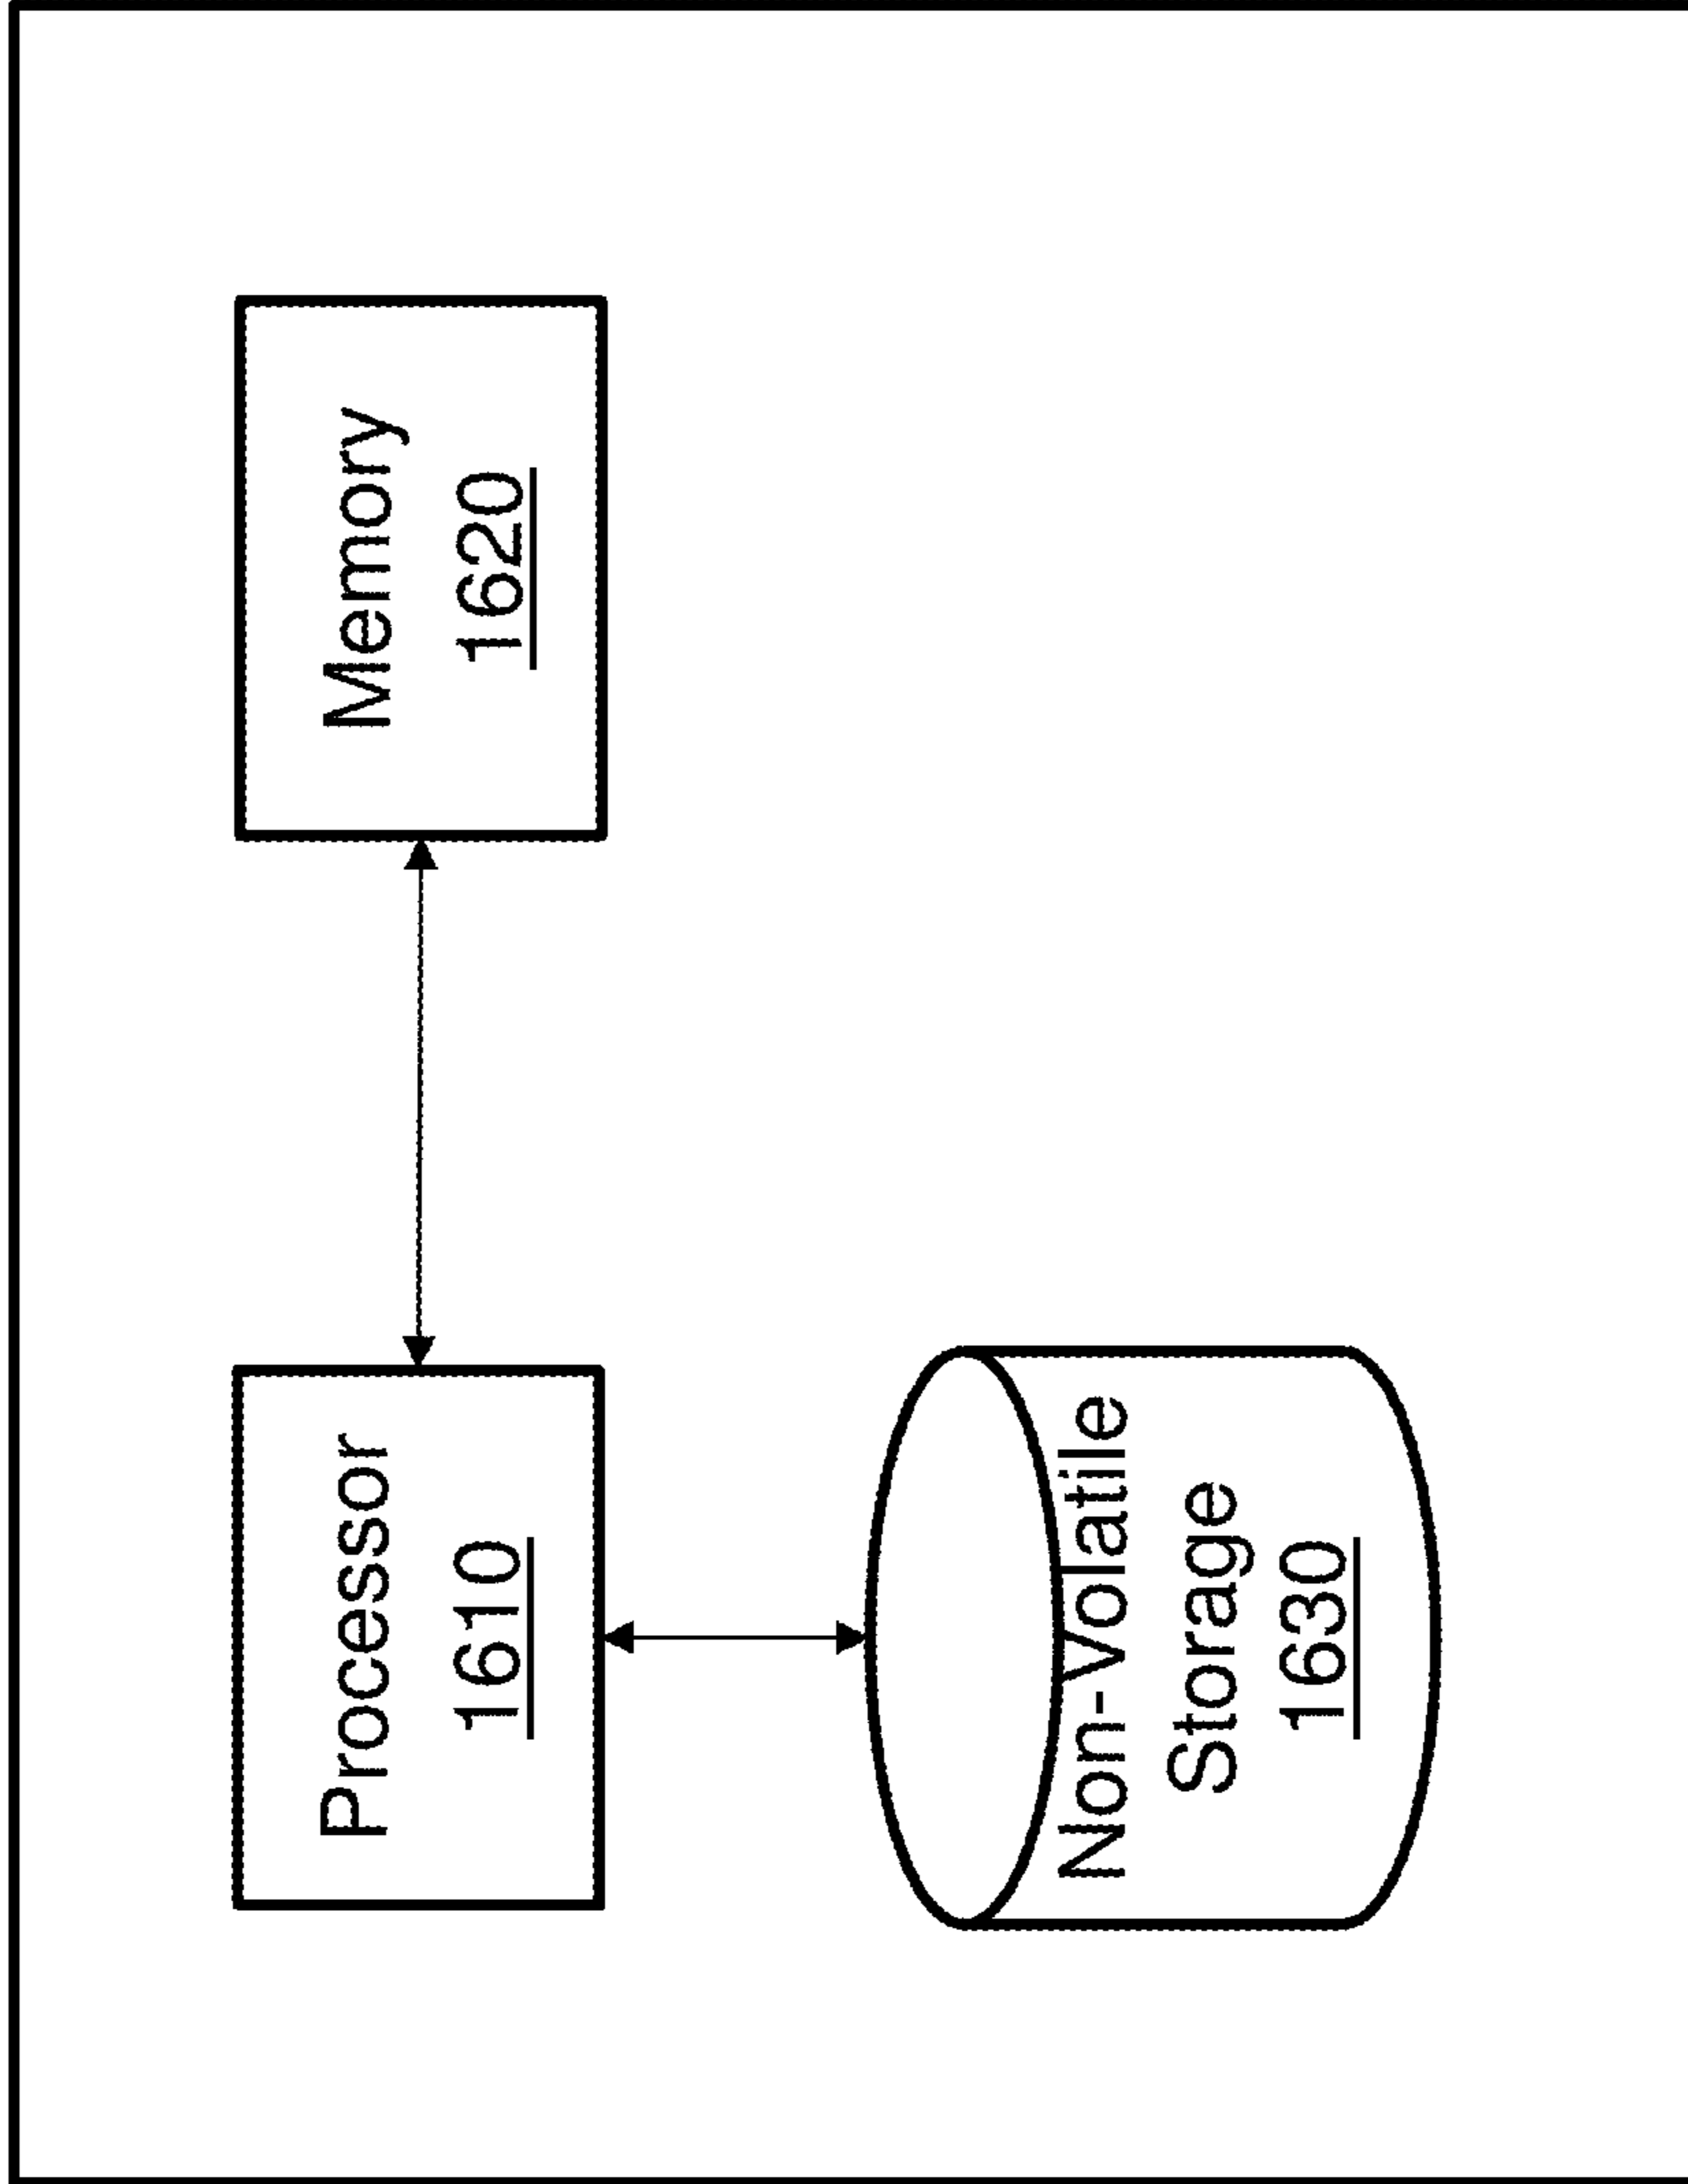 Processor
1610
Memory
1620
Non-Volatile
Storage
1630